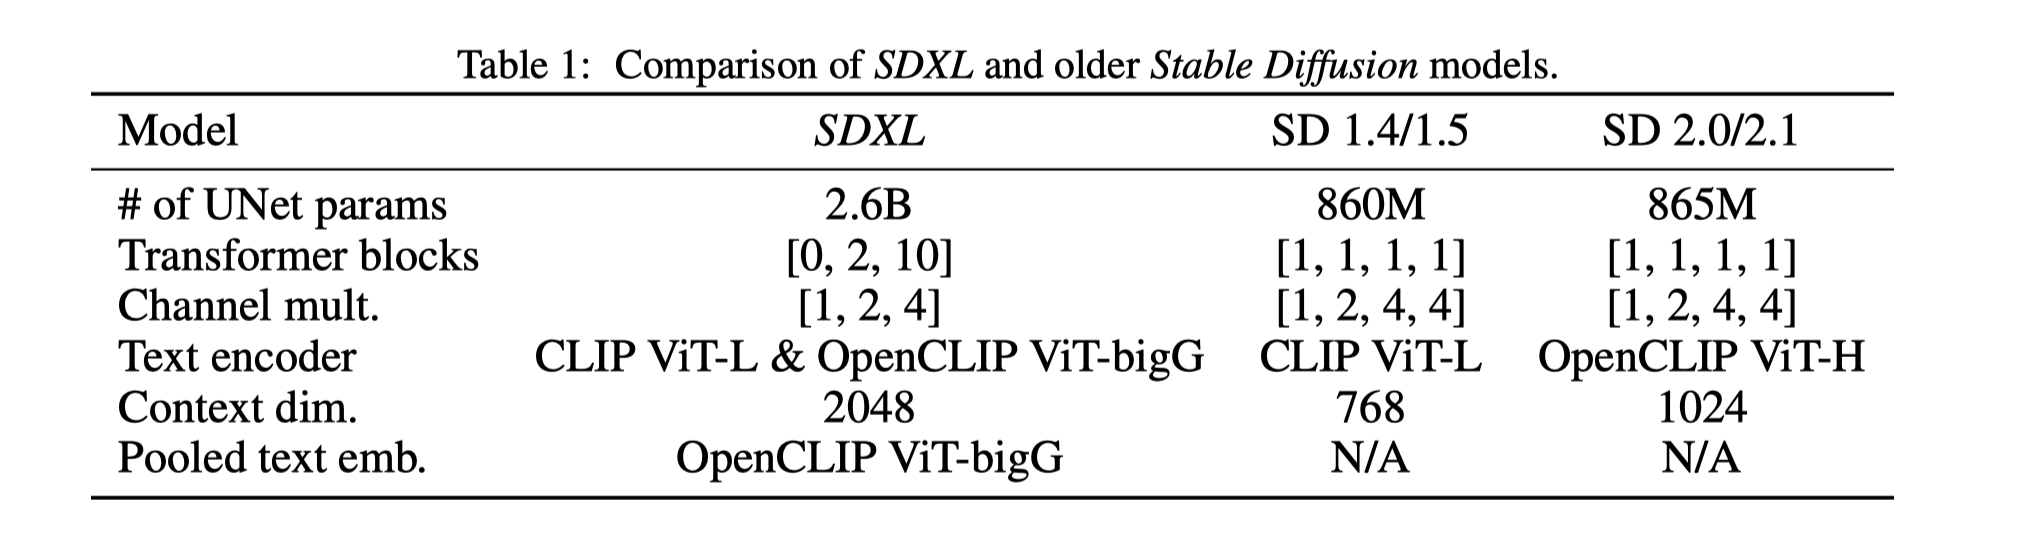 Table 1: Comparison of SDXL and older Stable Diffusion models.
Model SDXL SD 1.4/1.5 SD 2.0/2.1
# of UNet params 2.6B 860M 865M
Transformer blocks [0, 2, 10] [1, 1, 1, 1] [1, 1, 1, 1]
Channel mult. [1, 2, 4] [1, 2, 4, 4] [1, 2, 4, 4]
Text encoder CLIP ViT-L & OpenCLIP ViT-bigG CLIP ViT-L OpenCLIP ViT-H
Context dim. 2048 768 1024
Pooled text emb. OpenCLIP ViT-bigG N/A N/A